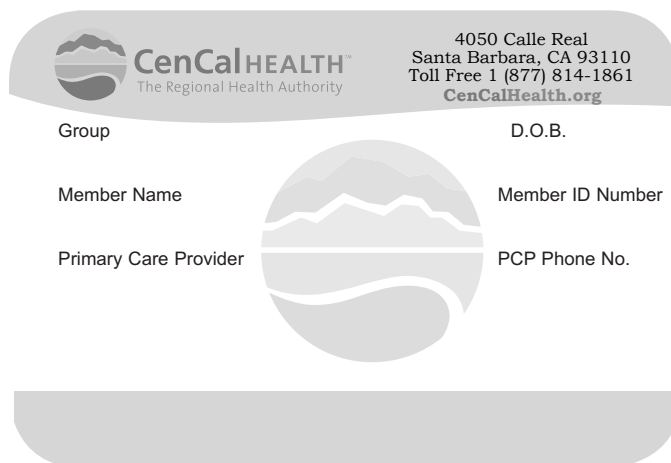 CenCalHEALTH™
The Regional Health Authority
4050 Calle Real
Santa Barbara, CA 93110
Toll Free 1 (877) 814-1861
CenCalHealth.org
Group
D.O.B.
Member Name
Member ID Number
Primary Care Provider
PCP Phone No.